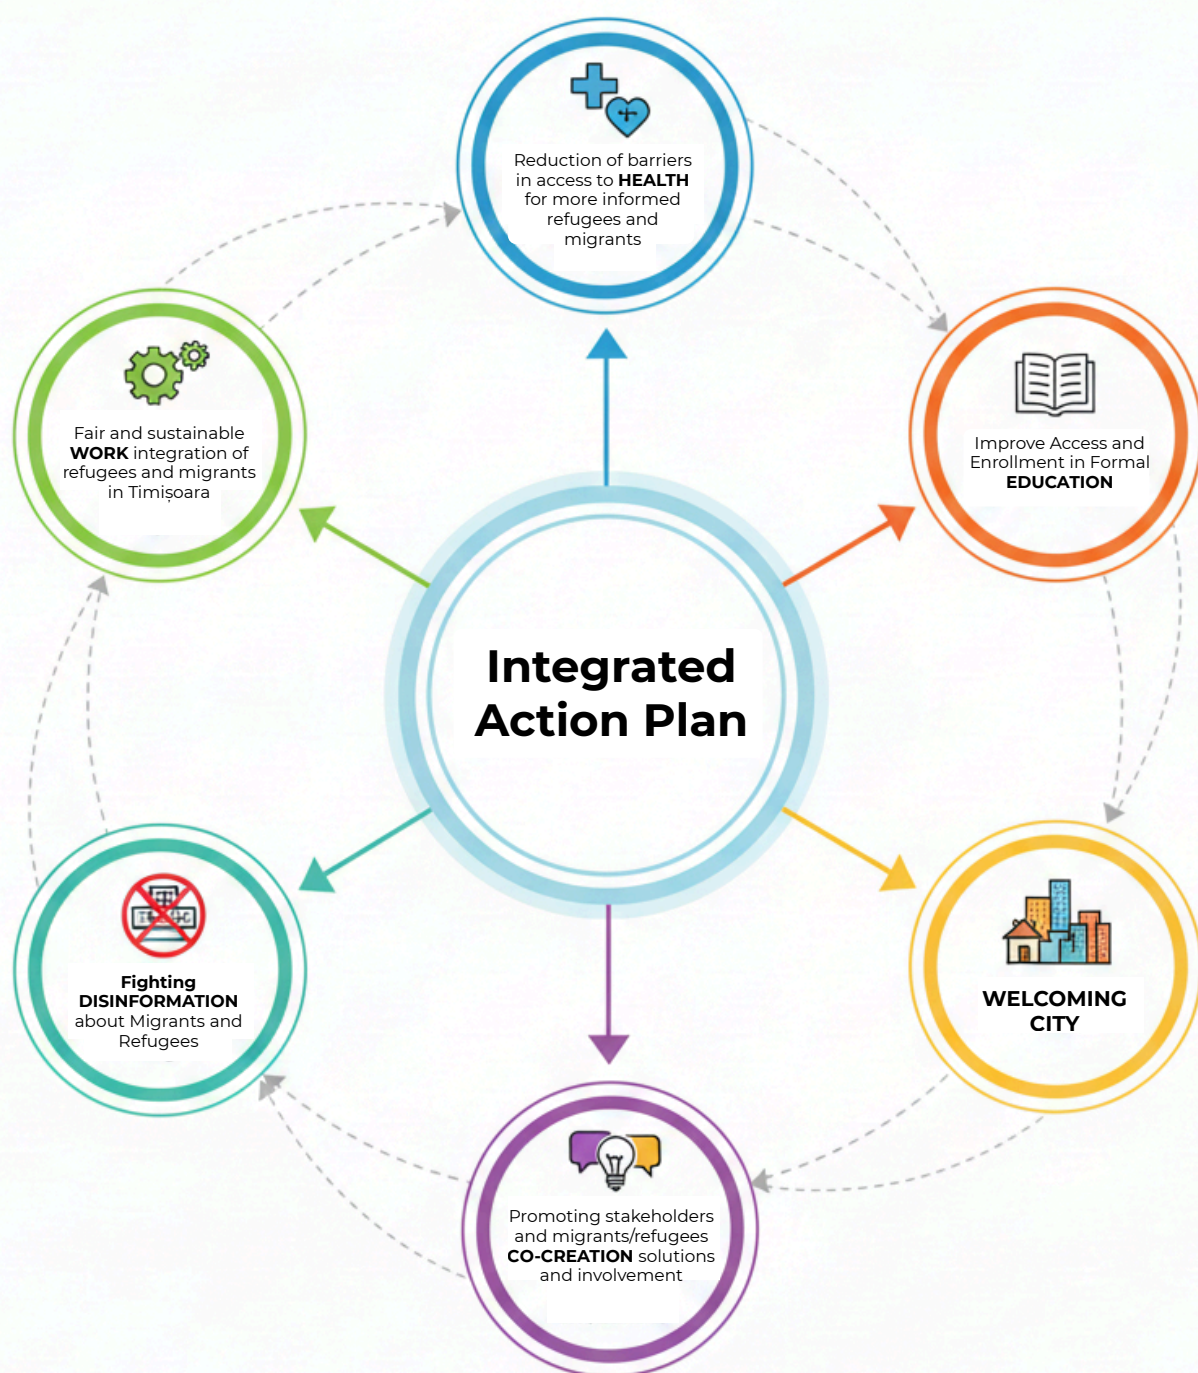 Reduction of barriers
in access to HEALTH
for more informed
refugees and
migrants
Fair and sustainable
WORK integration of
refugees and migrants
in Timișoara
Improve Access and
Enrollment in Formal
EDUCATION
Integrated
Action Plan
Fighting
DISINFORMATION
about Migrants and
Refugees
WELCOMING
CITY
Promoting stakeholders
and migrants/refugees
CO-CREATION solutions
and involvement